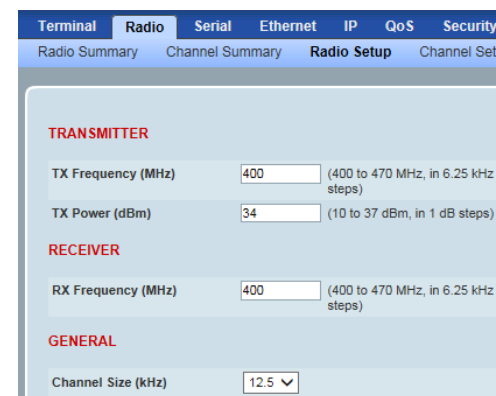 Terminal Radio Serial Ethernet IP QoS Security
Radio Summary Channel Summary Radio Setup Channel Set
TRANSMITTER
TX Frequency (MHz) 400 (400 to 470 MHz, in 6.25 kHz
steps)
TX Power (dBm) 34 (10 to 37 dBm, in 1 dB steps)
RECEIVER
RX Frequency (MHz) 400 (400 to 470 MHz, in 6.25 kHz
steps)
GENERAL
Channel Size (kHz) 12.5